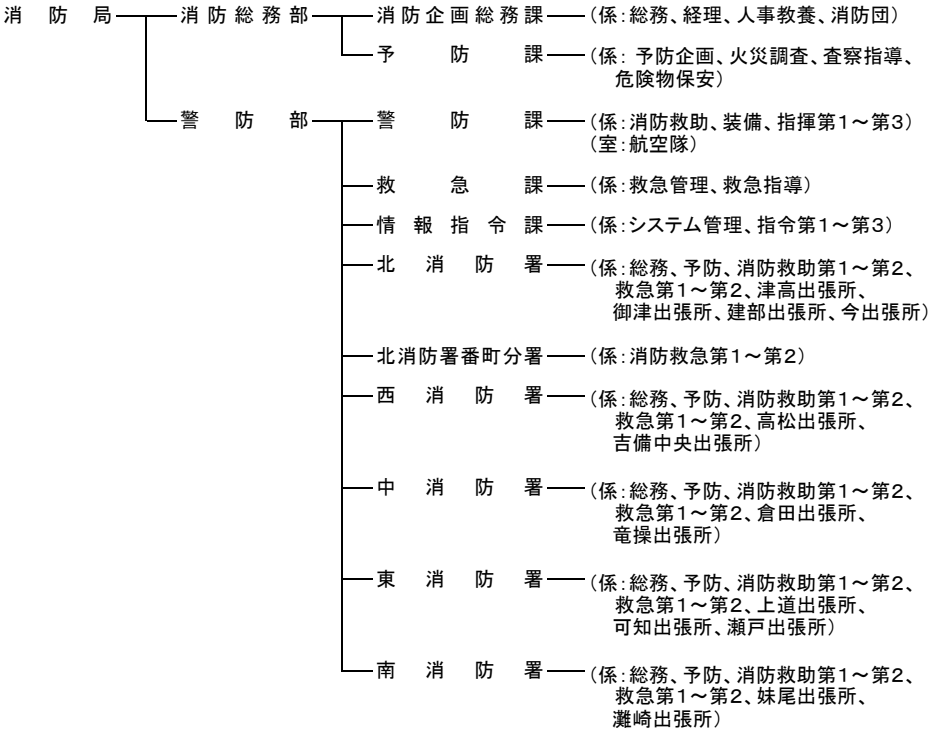 消防局 消防総務部 消防企画総務課 (係:総務、経理、人事教養、消防団)
予防課 (係: 予防企画、火災調査、査察指導、
危険物保安)
警防部 警防課 (係:消防救助、装備、指揮第1~第3)
(室:航空隊)
救急課 (係:救急管理、救急指導)
情報指令課 (係:システム管理、指令第1~第3)
北消防署 (係:総務、予防、消防救助第1~第2、
救急第1~第2、津高出張所、
御津出張所、建部出張所、今出張所)
北消防署番町分署 (係:消防救急第1~第2)
西消防署 (係:総務、予防、消防救助第1~第2、
救急第1~第2、高松出張所、
吉備中央出張所)
中消防署 (係:総務、予防、消防救助第1~第2、
救急第1~第2、倉田出張所、
竜操出張所)
東消防署 (係:総務、予防、消防救助第1~第2、
救急第1~第2、上道出張所、
可知出張所、瀬戸出張所)
南消防署 (係:総務、予防、消防救助第1~第2、
救急第1~第2、妹尾出張所、
灘崎出張所)